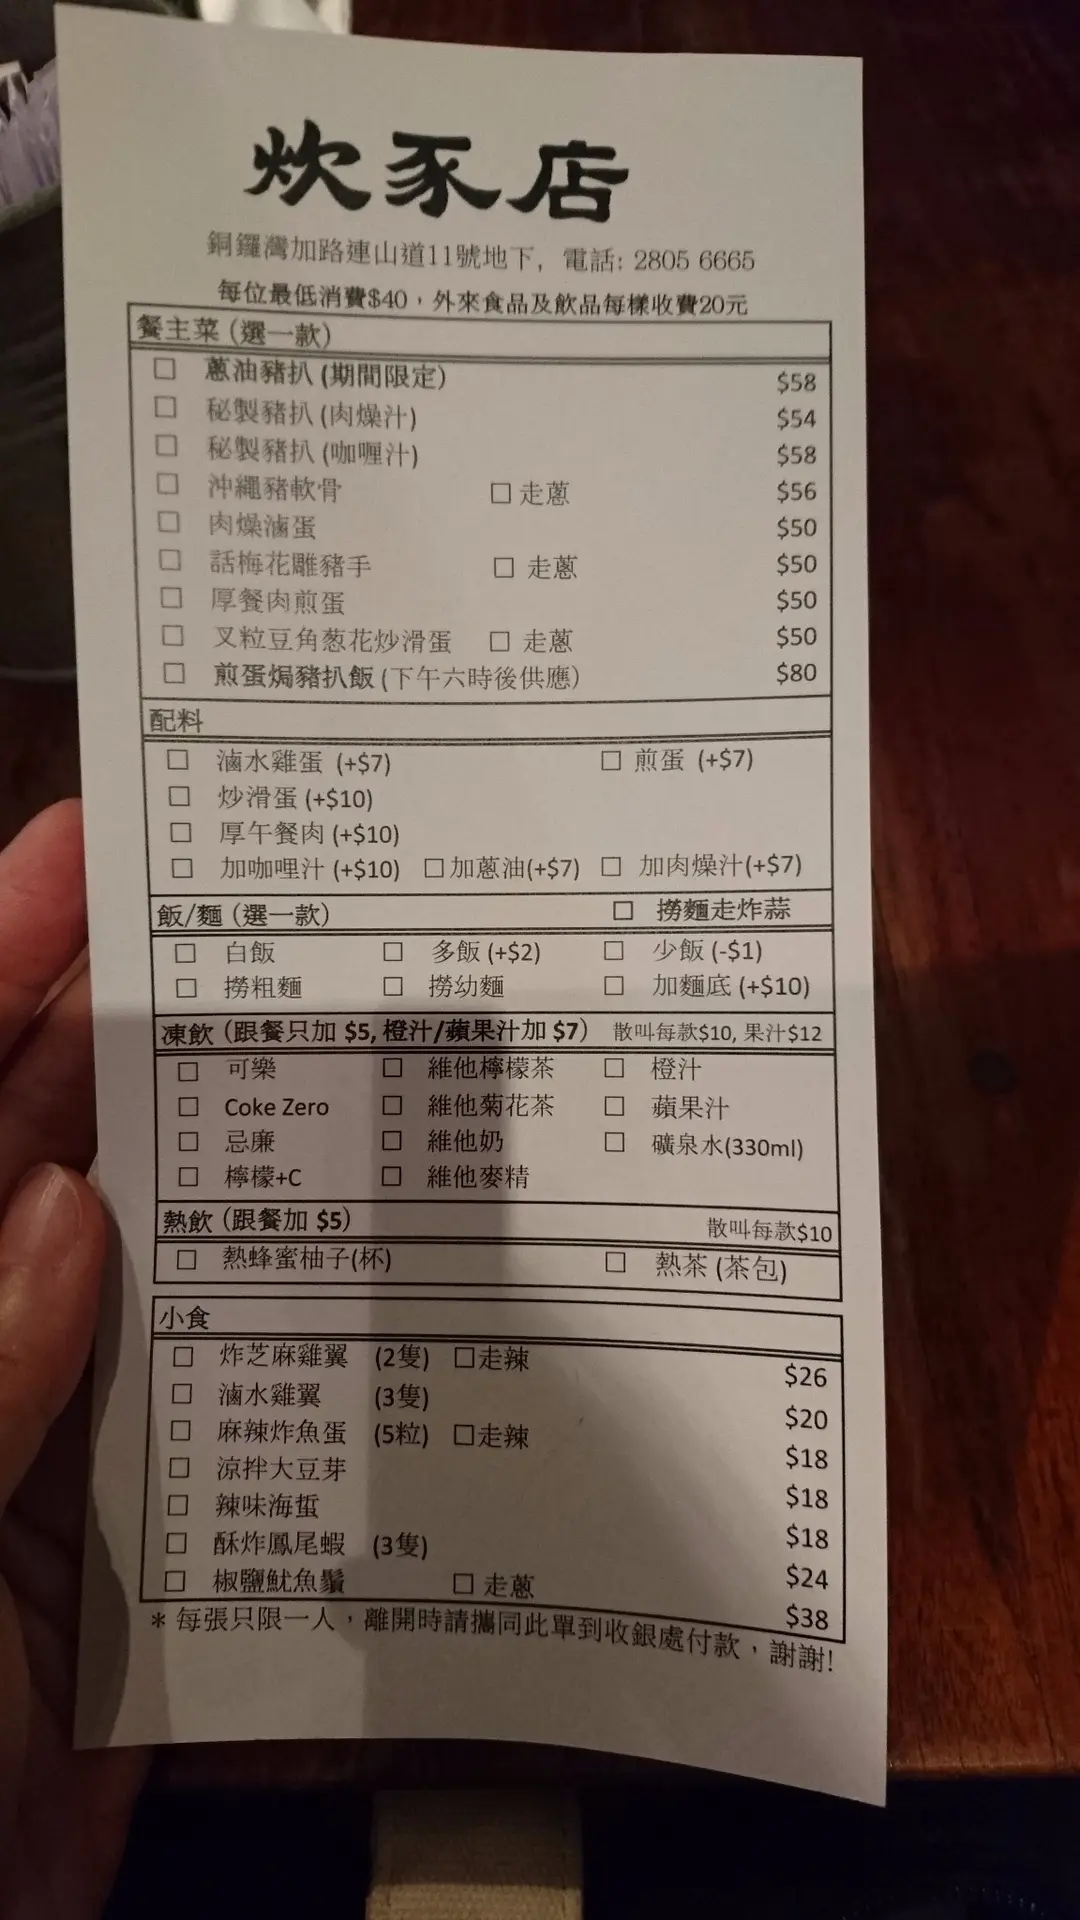 炊豕店
銅鑼灣加路連山道11號地下, 電話: 2805 6665
每位最低消費$40，外來食品及飲品每樣收費20元
餐主菜 (選一款)
☐ 蔥油豬扒 (期間限定) $58
☐ 秘製豬扒 (肉燥汁) $54
☐ 秘製豬扒 (咖喱汁) $58
☐ 沖繩豬軟骨 ☐ 走蔥 $56
☐ 肉燥滷蛋 $50
☐ 話梅花雕豬手 ☐ 走蔥 $50
☐ 厚餐肉煎蛋 $50
☐ 叉粒豆角葱花炒滑蛋 ☐ 走蔥 $50
☐ 煎蛋焗豬扒飯 (下午六時後供應) $80
配料
☐ 滷水雞蛋 (+$7) ☐ 煎蛋 (+$7)
☐ 炒滑蛋 (+$10)
☐ 厚午餐肉 (+$10)
☐ 加咖哩汁 (+$10) ☐ 加蔥油(+$7) ☐ 加肉燥汁(+$7)
飯/麵 (選一款) ☐ 撈麵走炸蒜
☐ 白飯 ☐ 多飯 (+$2) ☐ 少飯 (-$1)
☐ 撈粗麵 ☐ 撈幼麵 ☐ 加麵底 (+$10)
凍飲 (跟餐只加 $5, 橙汁/蘋果汁加 $7) 散叫每款$10, 果汁$12
☐ 可樂 ☐ 維他檸檬茶 ☐ 橙汁
☐ Coke Zero ☐ 維他菊花茶 ☐ 蘋果汁
☐ 忌廉 ☐ 維他奶 ☐ 礦泉水(330ml)
☐ 檸檬+C ☐ 維他麥精
熱飲 (跟餐加 $5) 散叫每款$10
☐ 熱蜂蜜柚子(杯) ☐ 熱茶 (茶包)
小食
☐ 炸芝麻雞翼 (2隻) ☐走辣 $26
☐ 滷水雞翼 (3隻) $20
☐ 麻辣炸魚蛋 (5粒) ☐走辣 $18
☐ 涼拌大豆芽 $18
☐ 辣味海蜇 $18
☐ 酥炸鳳尾蝦 (3隻) $24
☐ 椒鹽魷魚鬚 ☐ 走蔥 $38
* 每張只限一人，離開時請攜同此單到收銀處付款，謝謝!